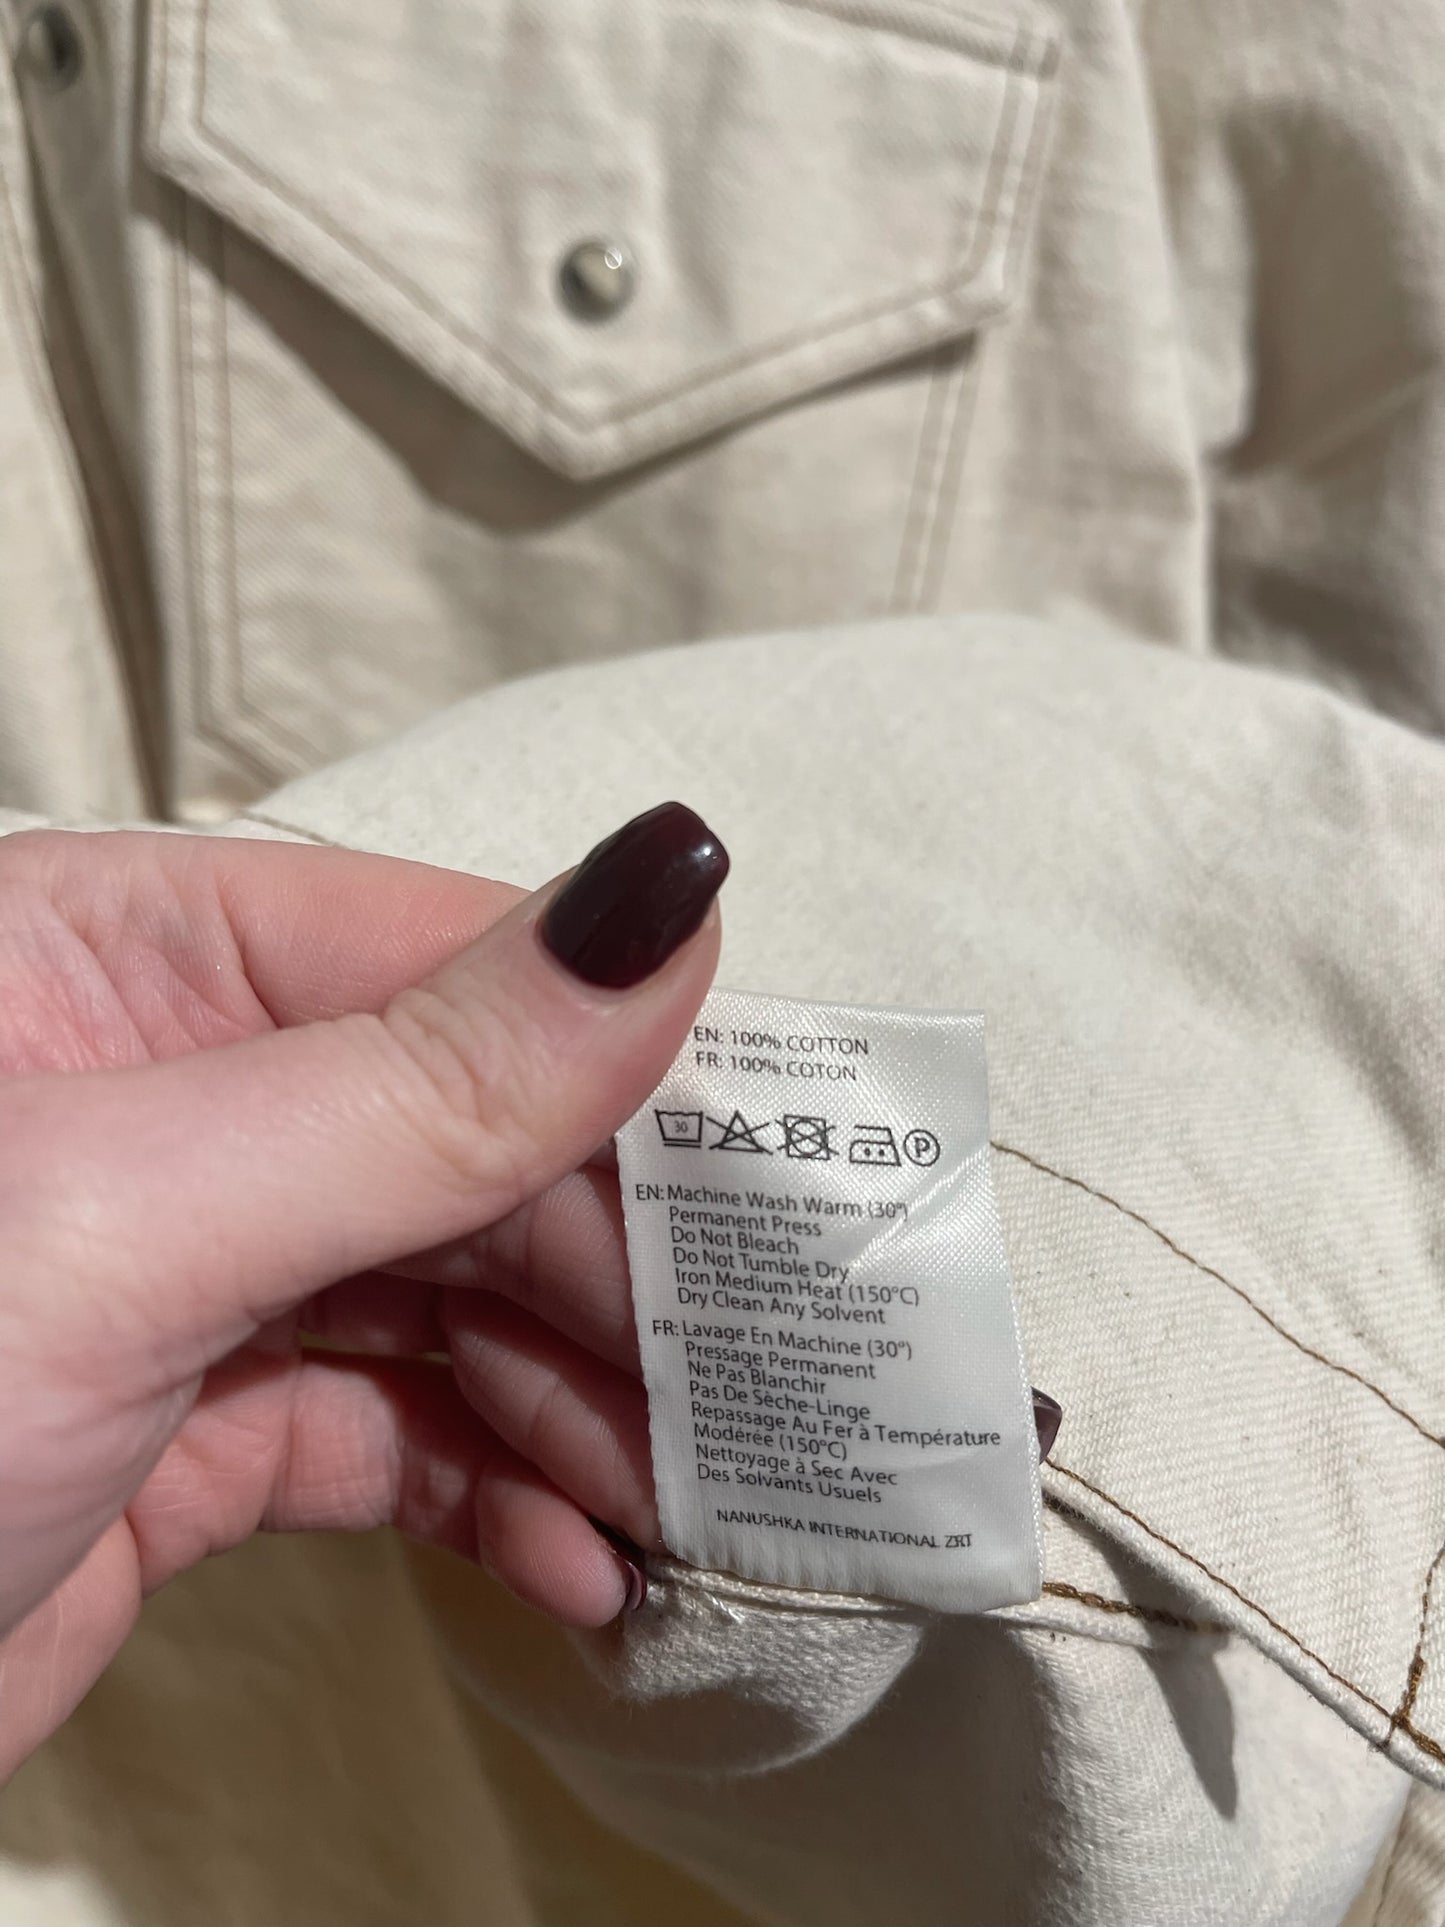 EN: 100% COTTON
FR: 100% COTON
30 P
EN: Machine Wash Warm (30°)
Permanent Press
Do Not Bleach
Do Not Tumble Dry
Iron Medium Heat (150°C)
Dry Clean Any Solvent
FR: Lavage En Machine (30°)
Pressage Permanent
Ne Pas Blanchir
Pas De Sèche-Linge
Repassage Au Fer à Température
Modérée (150°C)
Nettoyage à Sec Avec
Des Solvants Usuels
NANUSHKA INTERNATIONAL ZRT